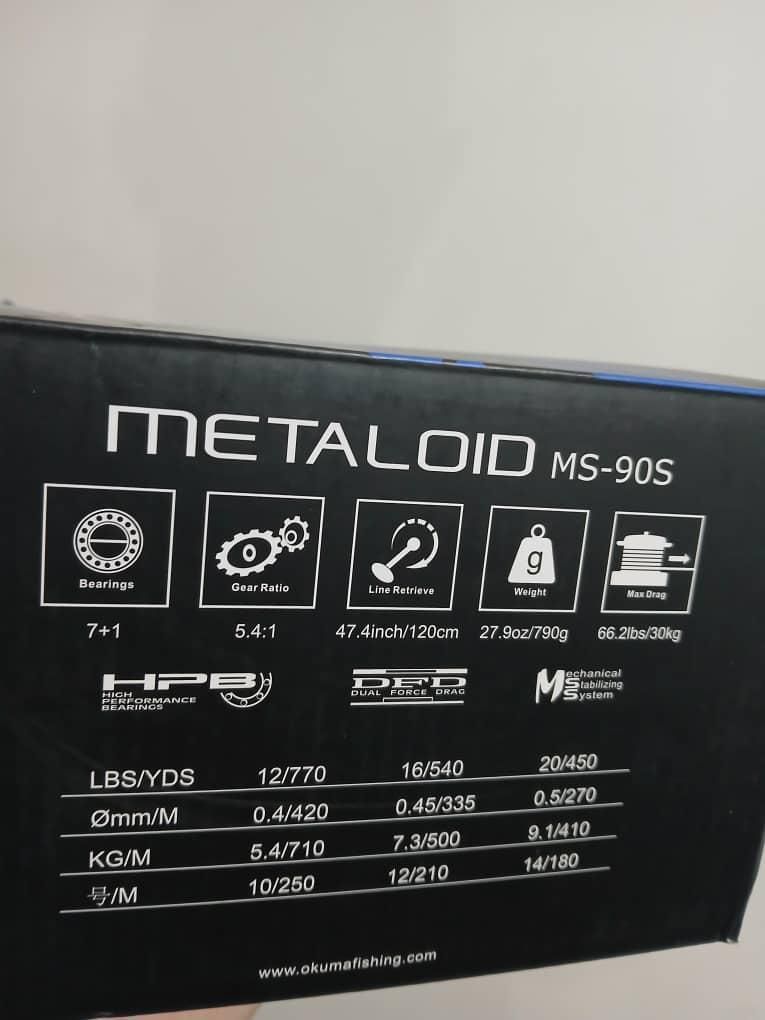 METALOID MS-90S
Bearings
Gear Ratio
Line Retrieve
g
Weight
Max Drag
7+1
5.4:1
47.4inch/120cm
27.9oz/790g
66.2lbs/30kg
HPB
HIGH
PERFORMANCE
BEARINGS
DFD
DUAL FORCE DRAG
Mechanical
Stabilizing
System
LBS/YDS 12/770 16/540 20/450
Ømm/M 0.4/420 0.45/335 0.5/270
KG/M 5.4/710 7.3/500 9.1/410
号/M 10/250 12/210 14/180
www.okumafishing.com